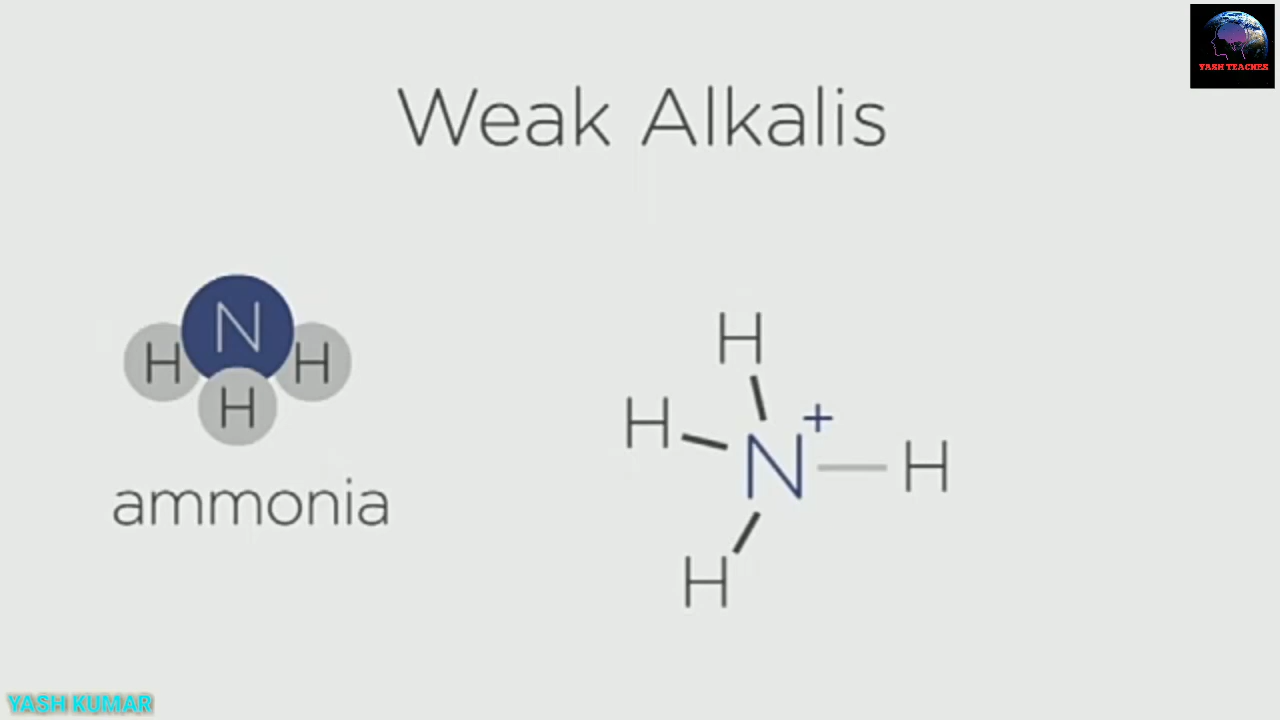 YASH TEACHES
Weak Alkalis
N
H H
H
ammonia
H
H
N+
H
H
YASH KUMAR